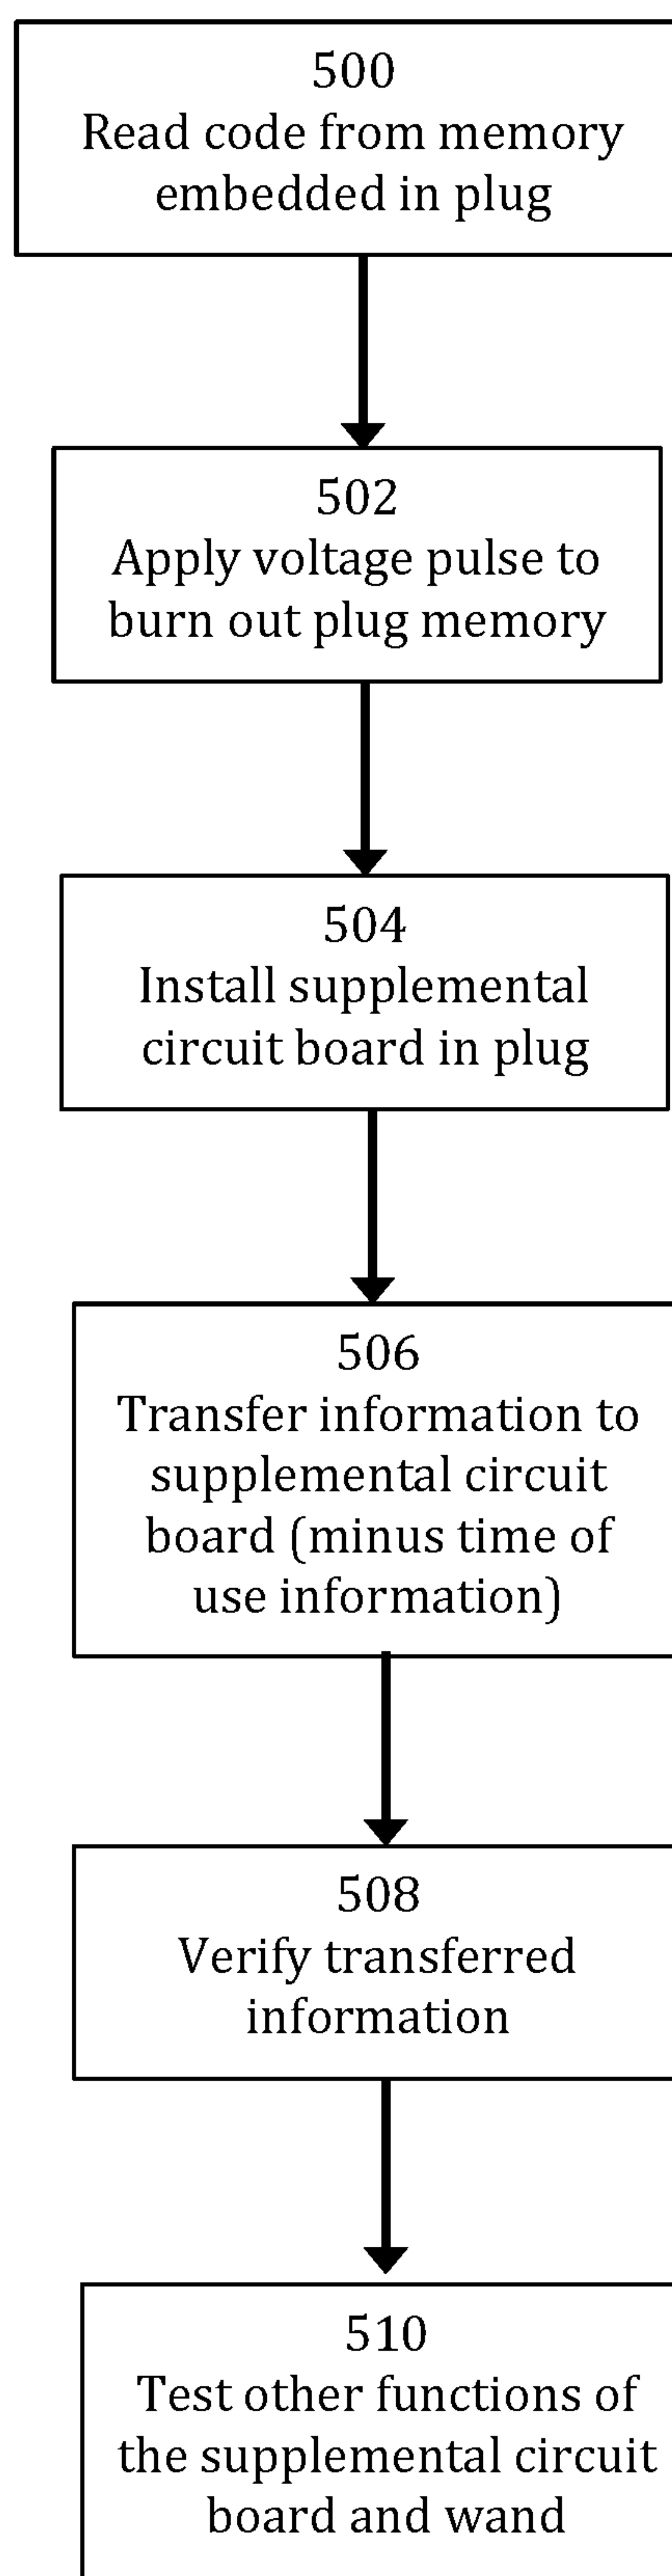 500
Read code from memory
embedded in plug
502
Apply voltage pulse to
burn out plug memory
504
Install supplemental
circuit board in plug
506
Transfer information to
supplemental circuit
board (minus time of
use information)
508
Verify transferred
information
510
Test other functions of
the supplemental circuit
board and wand